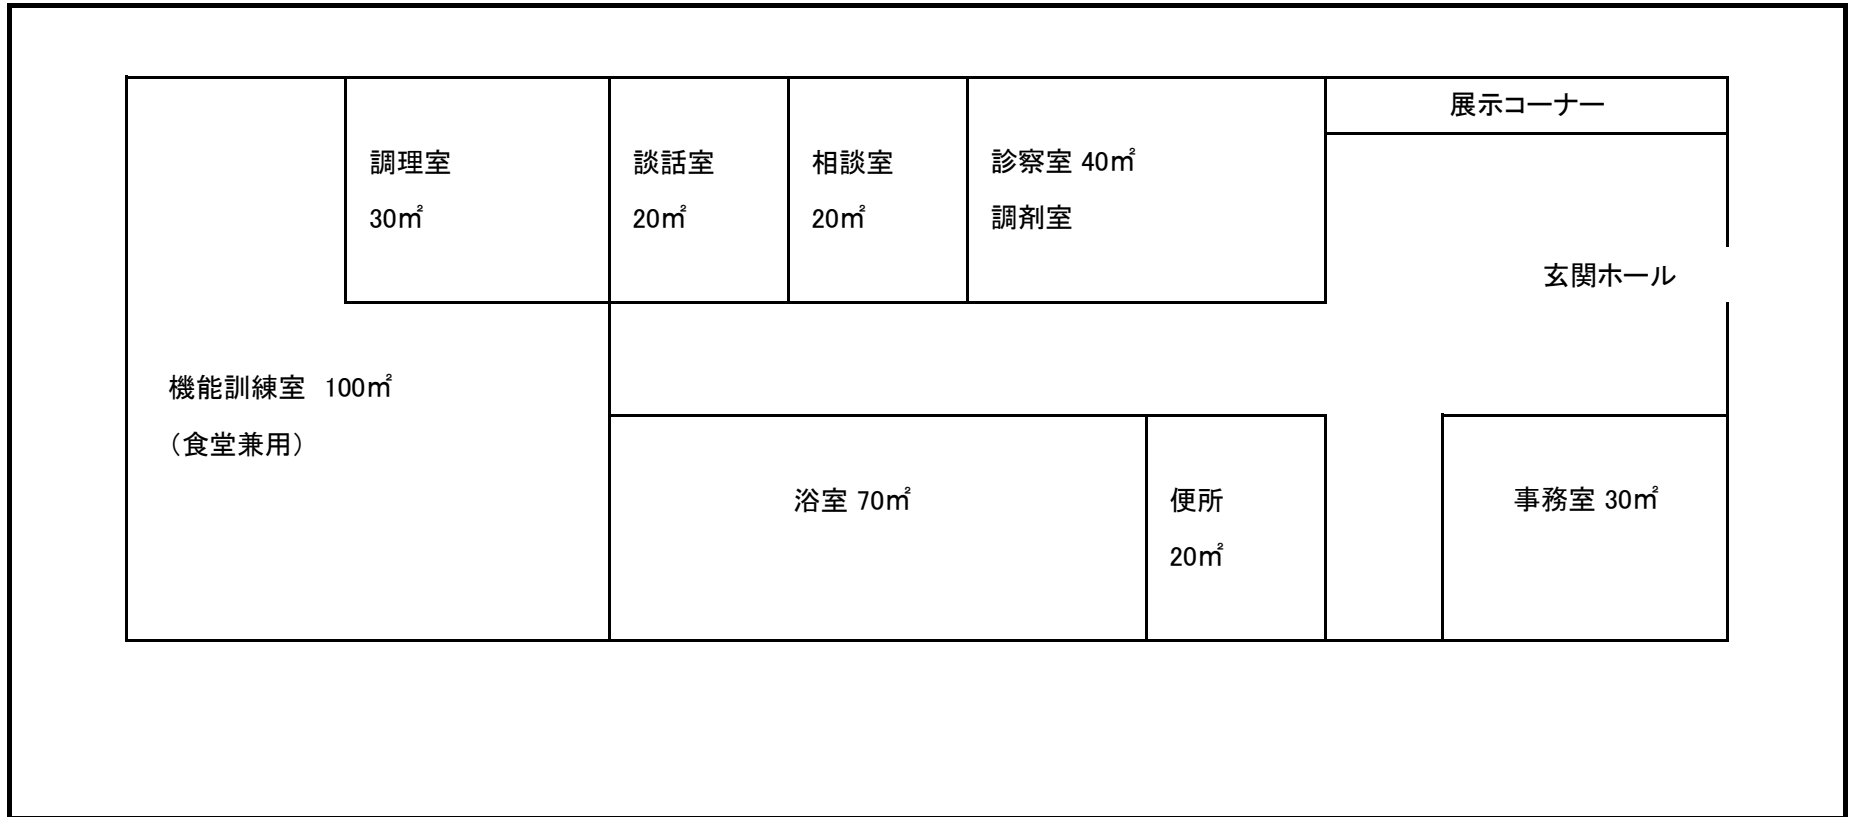 展示コーナー
調理室
30㎡
談話室
20㎡
相談室
20㎡
診察室 40㎡
調剤室
玄関ホール
機能訓練室　100㎡
（食堂兼用）
浴室 70㎡
便所
20㎡
事務室 30㎡